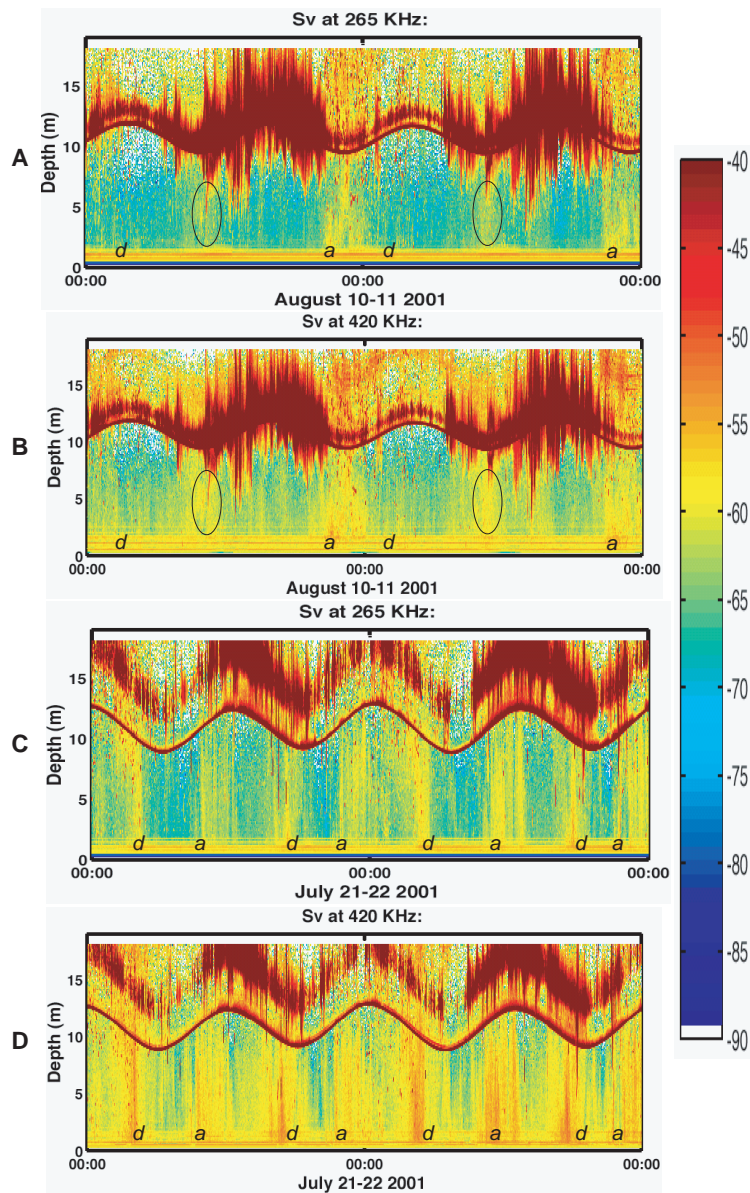 Sv at 265 KHz:
A
Depth (m)
15
10
5
0
d
a
d
a
00:00
00:00
00:00
August 10-11 2001
Sv at 420 KHz:
B
Depth (m)
15
10
5
0
d
a
d
a
00:00
00:00
00:00
August 10-11 2001
Sv at 265 KHz:
C
Depth (m)
15
10
5
0
d
a
d
a
d
a
d
a
00:00
00:00
00:00
July 21-22 2001
Sv at 420 KHz:
D
Depth (m)
15
10
5
0
d
a
d
a
d
a
d
a
00:00
00:00
00:00
July 21-22 2001
-40
-45
-50
-55
-60
-65
-70
-75
-80
-85
-90